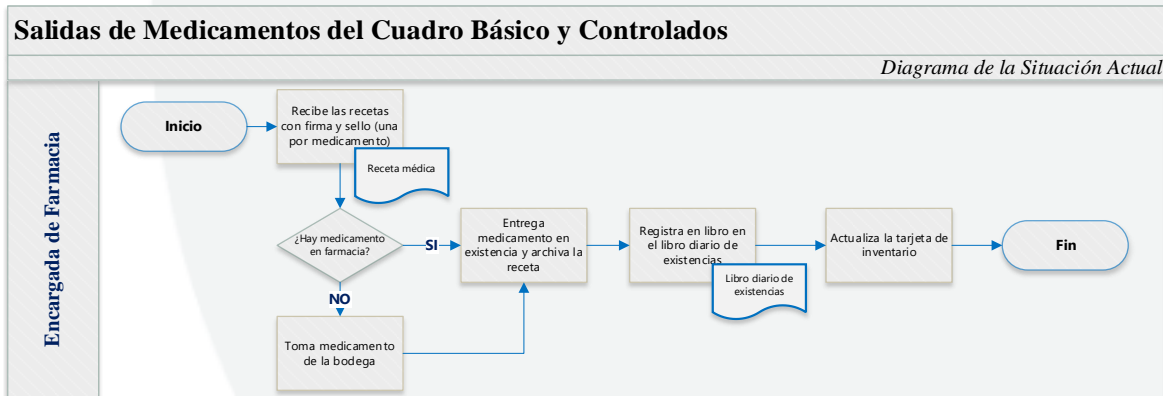 Salidas de Medicamentos del Cuadro Básico y Controlados
Diagrama de la Situación Actual
Encargada de Farmacia
Inicio
Recibe las recetas
con firma y sello (una
por medicamento)
Receta médica
¿Hay medicamento
en farmacia?
SI
NO
Toma medicamento
de la bodega
Entrega
medicamento en
existencia y archiva la
receta
Registra en libro en
el libro diario de
existencias
Libro diario de
existencias
Actualiza la tarjeta de
inventario
Fin